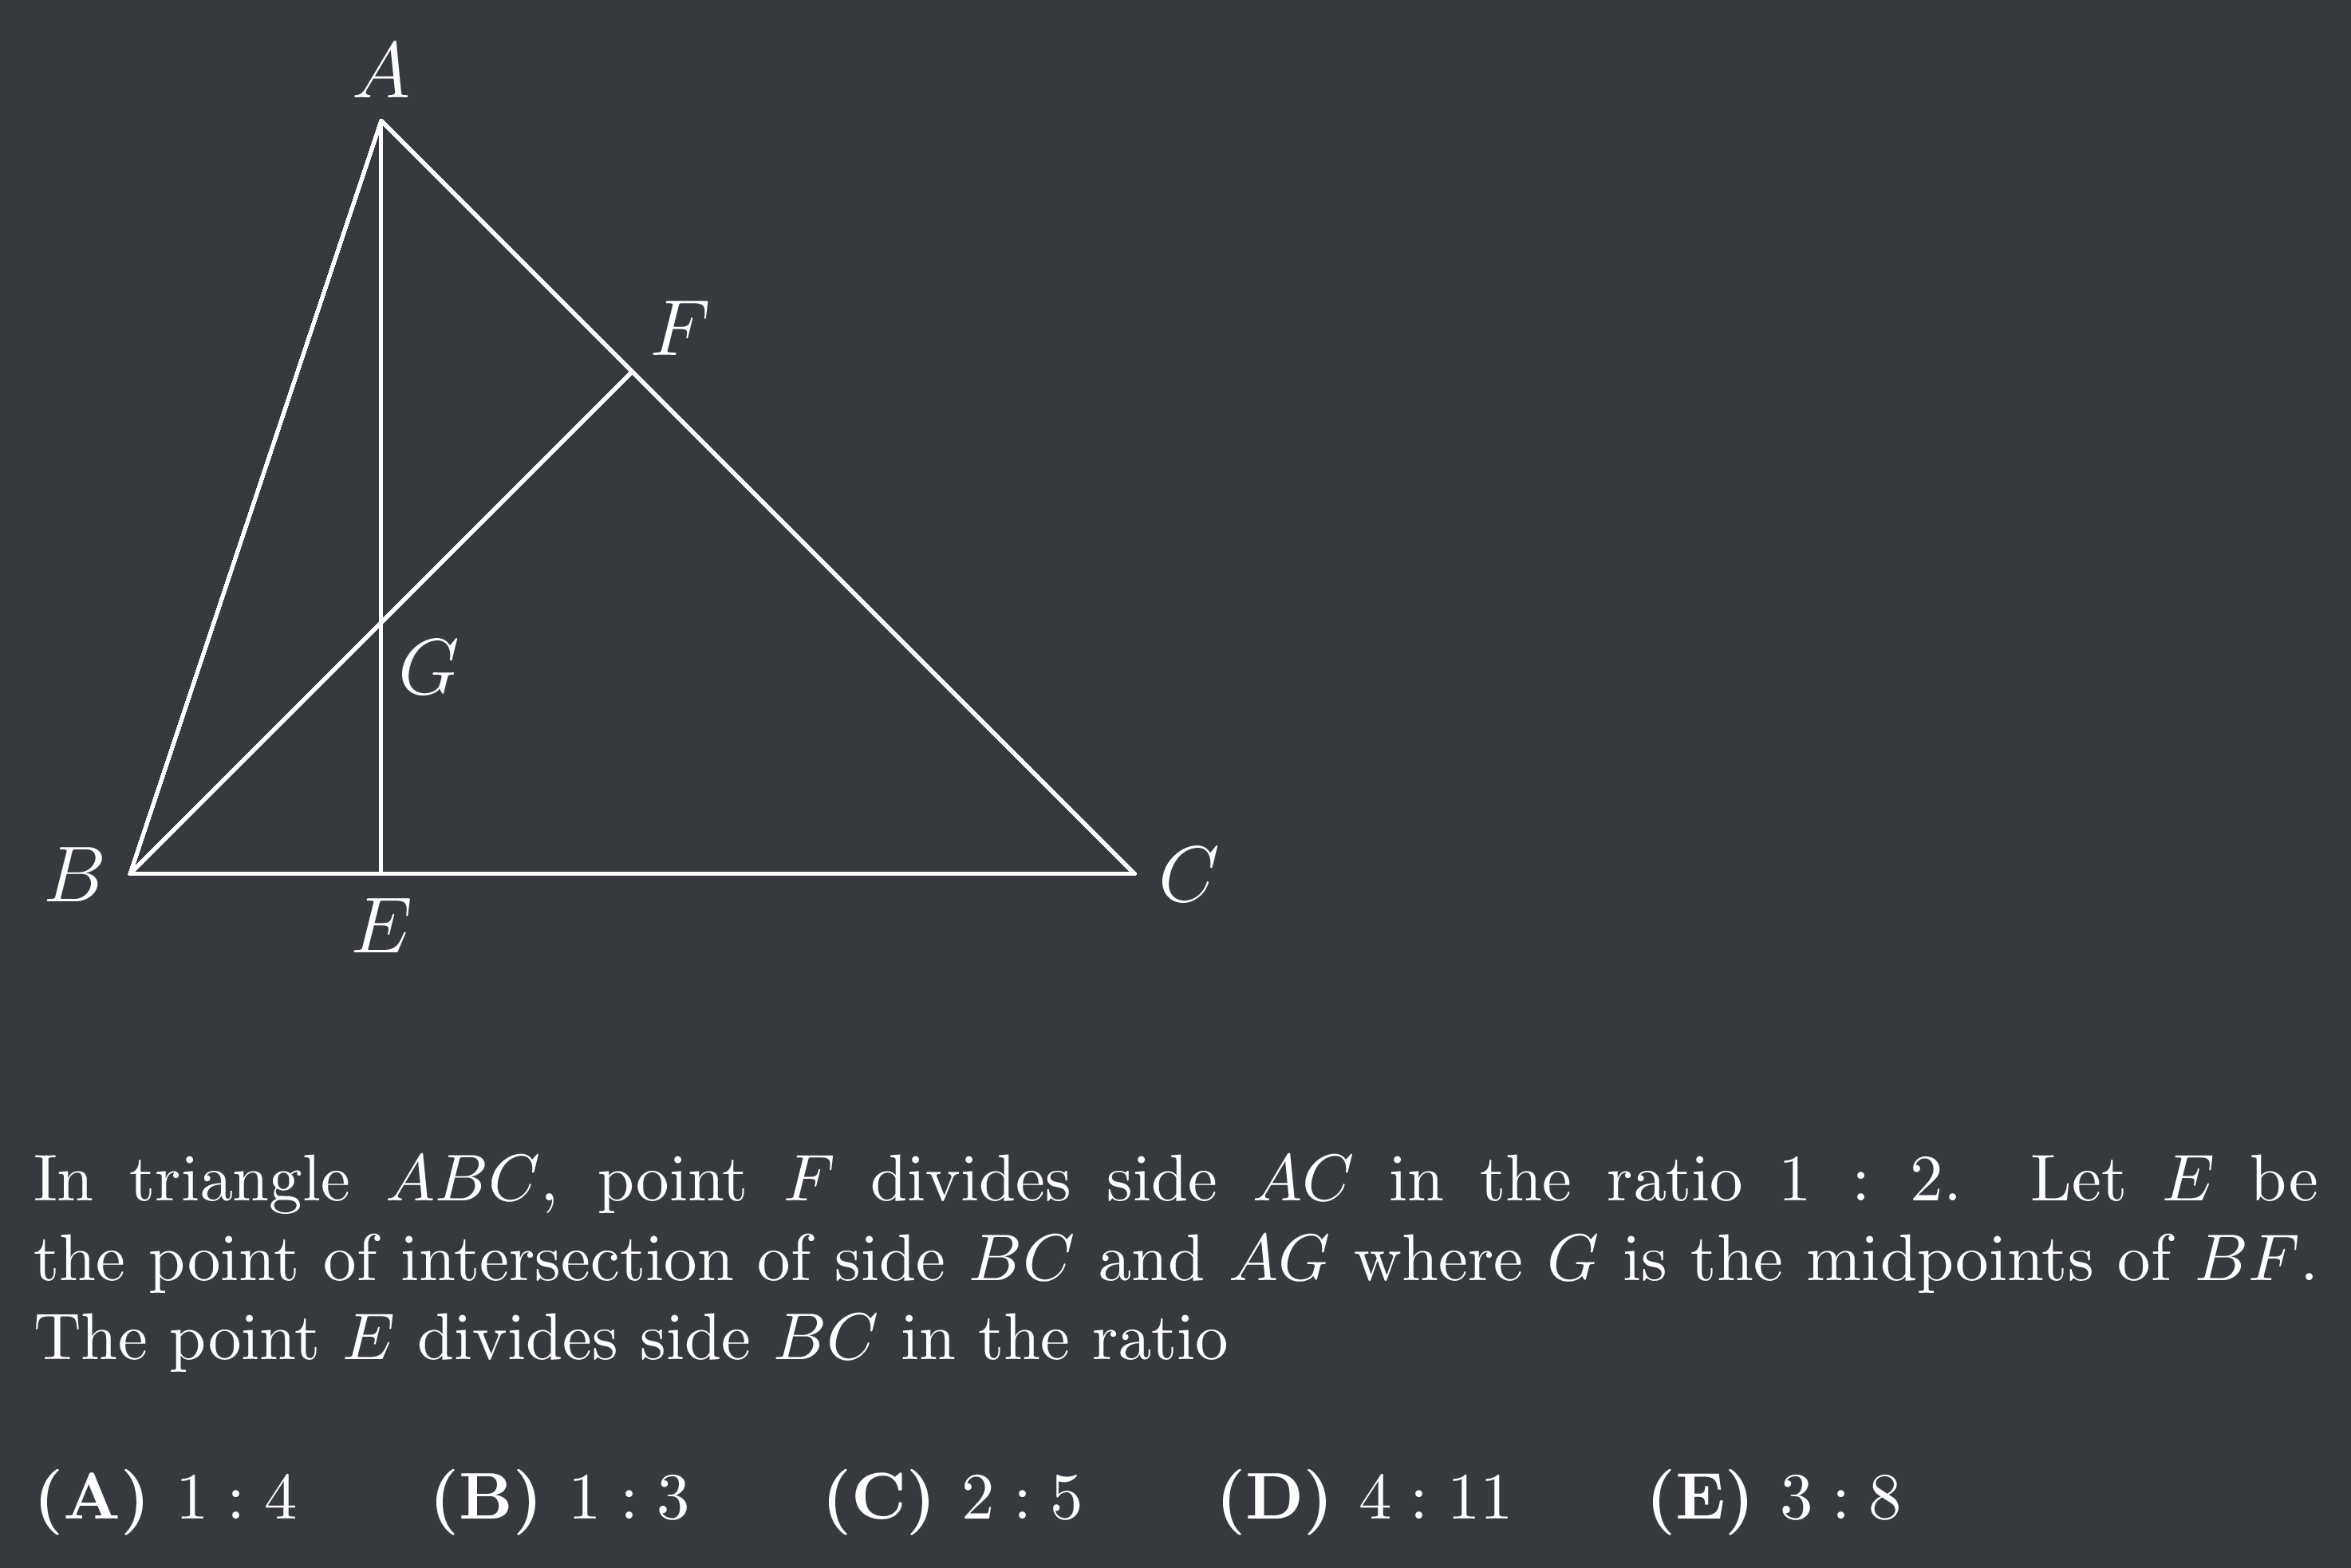 A
F
G
B
C
E
In triangle ABC, point F divides side AC in the ratio 1 : 2. Let E be
the point of intersection of side BC and AG where G is the midpoints of BF.
The point E divides side BC in the ratio
(A) 1 : 4 (B) 1 : 3 (C) 2 : 5 (D) 4 : 11 (E) 3 : 8